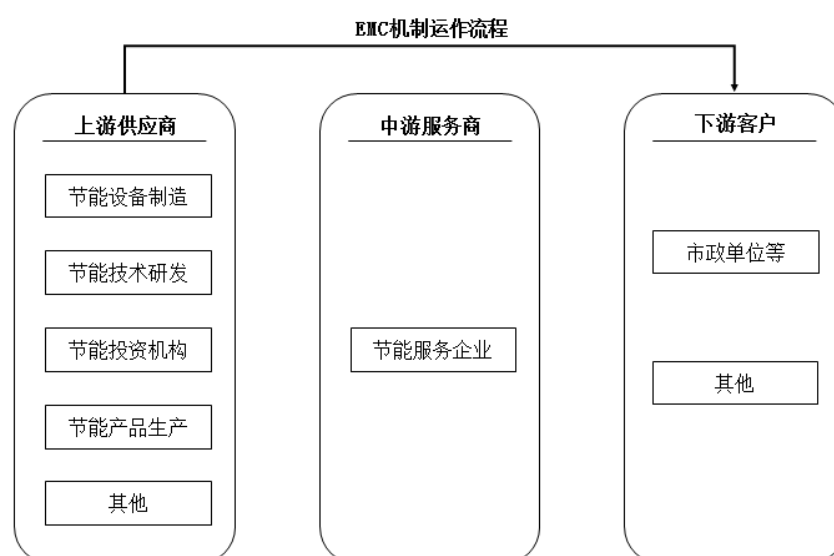 EMC机制运作流程
上游供应商
节能设备制造
节能技术研发
节能投资机构
节能产品生产
其他
中游服务商
节能服务企业
下游客户
市政单位等
其他